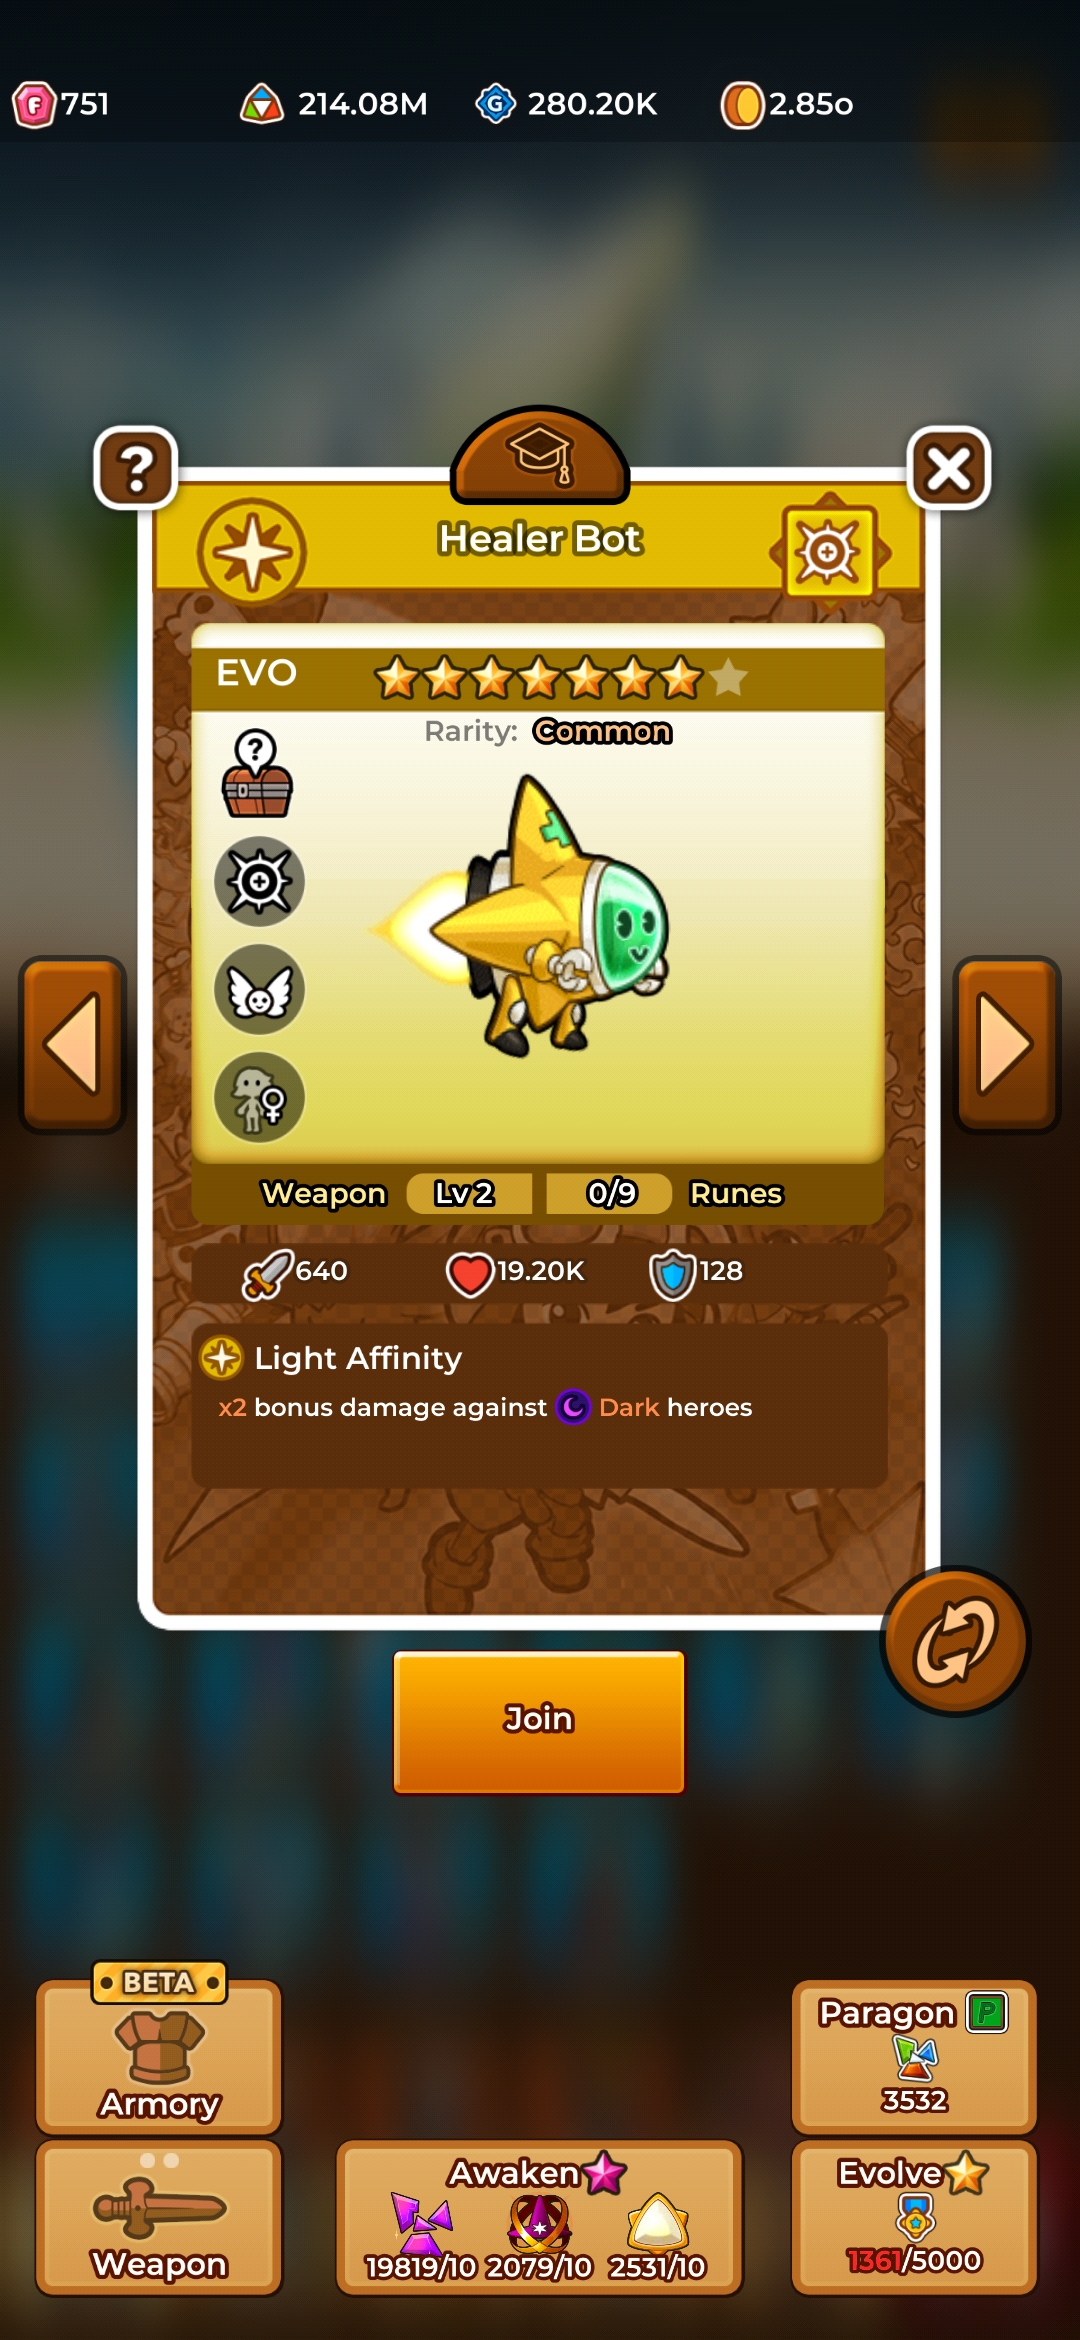 751 214.08M 280.20K 2.85o
Healer Bot
EVO
Rarity: Common
Weapon Lv 2 0/9 Runes
640 19.20K 128
Light Affinity
x2 bonus damage against Dark heroes
Join
BETA
Armory
Paragon P
3532
Weapon
Awaken
19819/10 2079/10 2531/10
Evolve
1361/5000